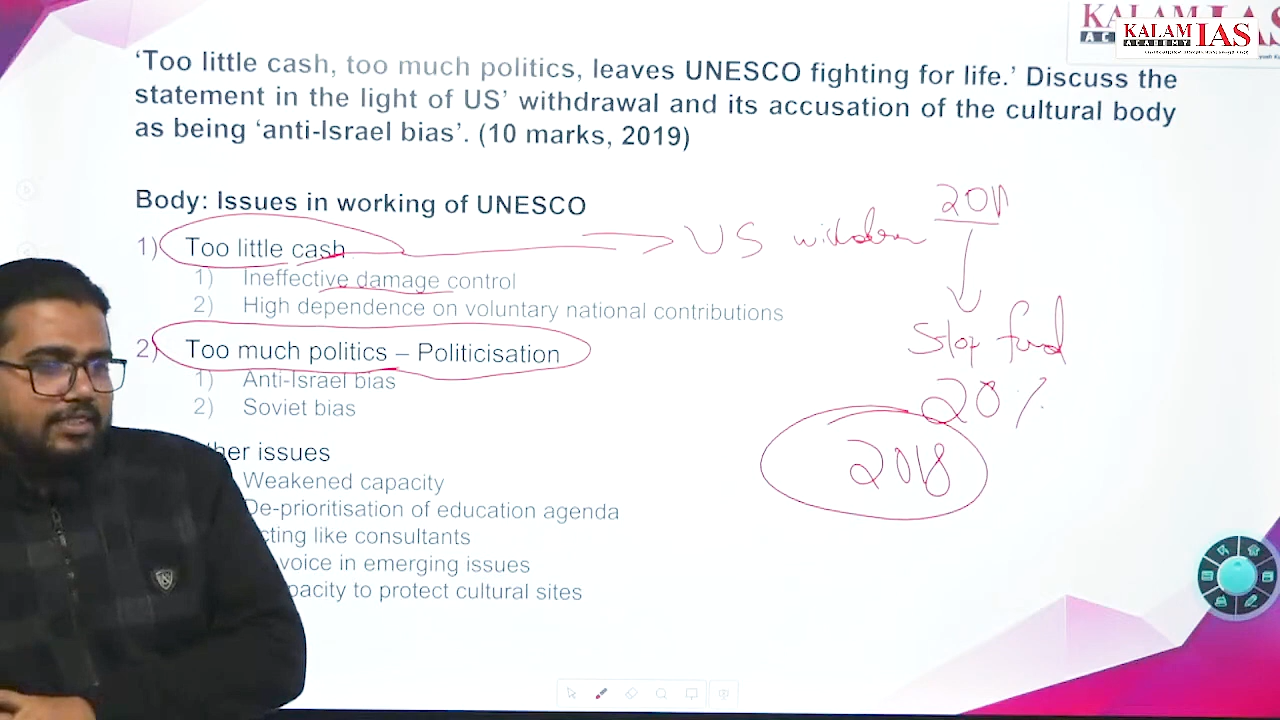 KALAM IAS
KALAM IAS
ACADEMY
'Too little cash, too much politics, leaves UNESCO fighting for life.' Discuss the
statement in the light of US' withdrawal and its accusation of the cultural body
as being 'anti-Israel bias'. (10 marks, 2019)
Body: Issues in working of UNESCO
1) Too little cash
1) Ineffective damage control
2) High dependence on voluntary national contributions
2) Too much politics – Politicisation
1) Anti-Israel bias
2) Soviet bias
her issues
Weakened capacity
De-prioritisation of education agenda
cting like consultants
voice in emerging issues
pacity to protect cultural sites
US withdrawn
2011
Stop fund
20%
2018